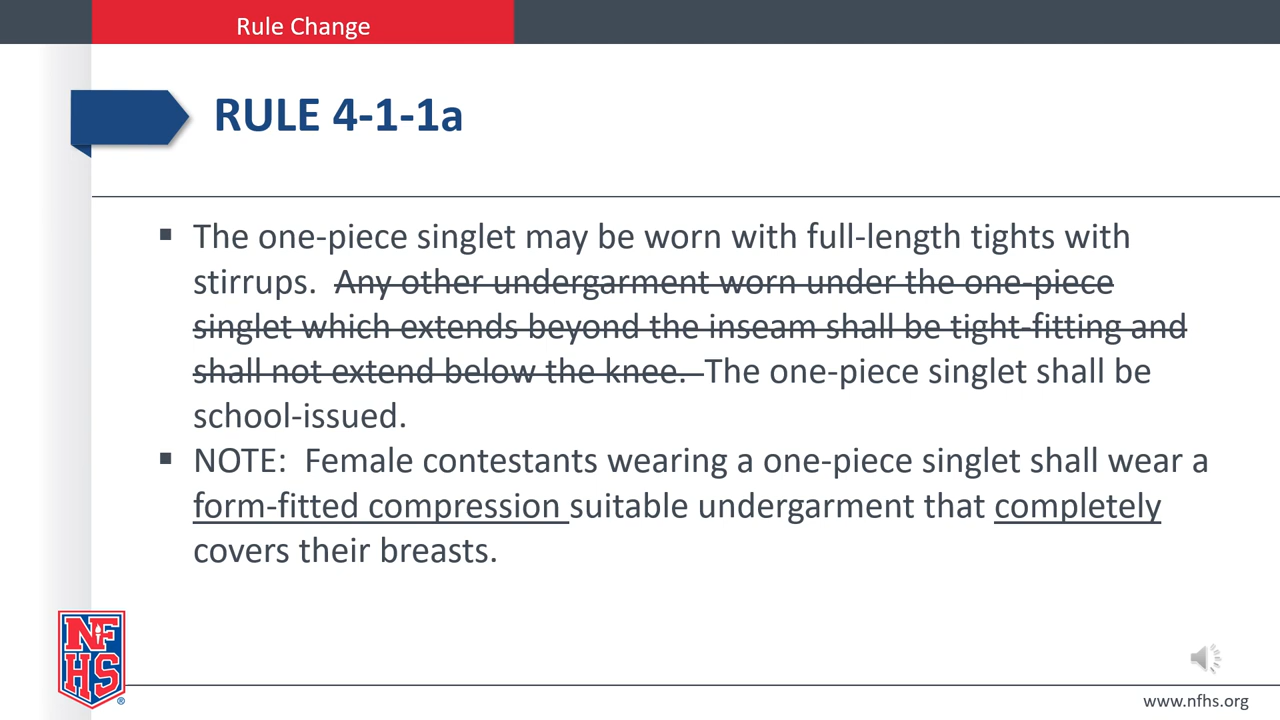 Rule Change
RULE 4-1-1a
▪ The one-piece singlet may be worn with full-length tights with
stirrups. Any other undergarment worn under the one-piece
singlet which extends beyond the inseam shall be tight-fitting and
shall not extend below the knee. The one-piece singlet shall be
school-issued.
▪ NOTE: Female contestants wearing a one-piece singlet shall wear a
form-fitted compression suitable undergarment that completely
covers their breasts.
NF
HS
®
www.nfhs.org